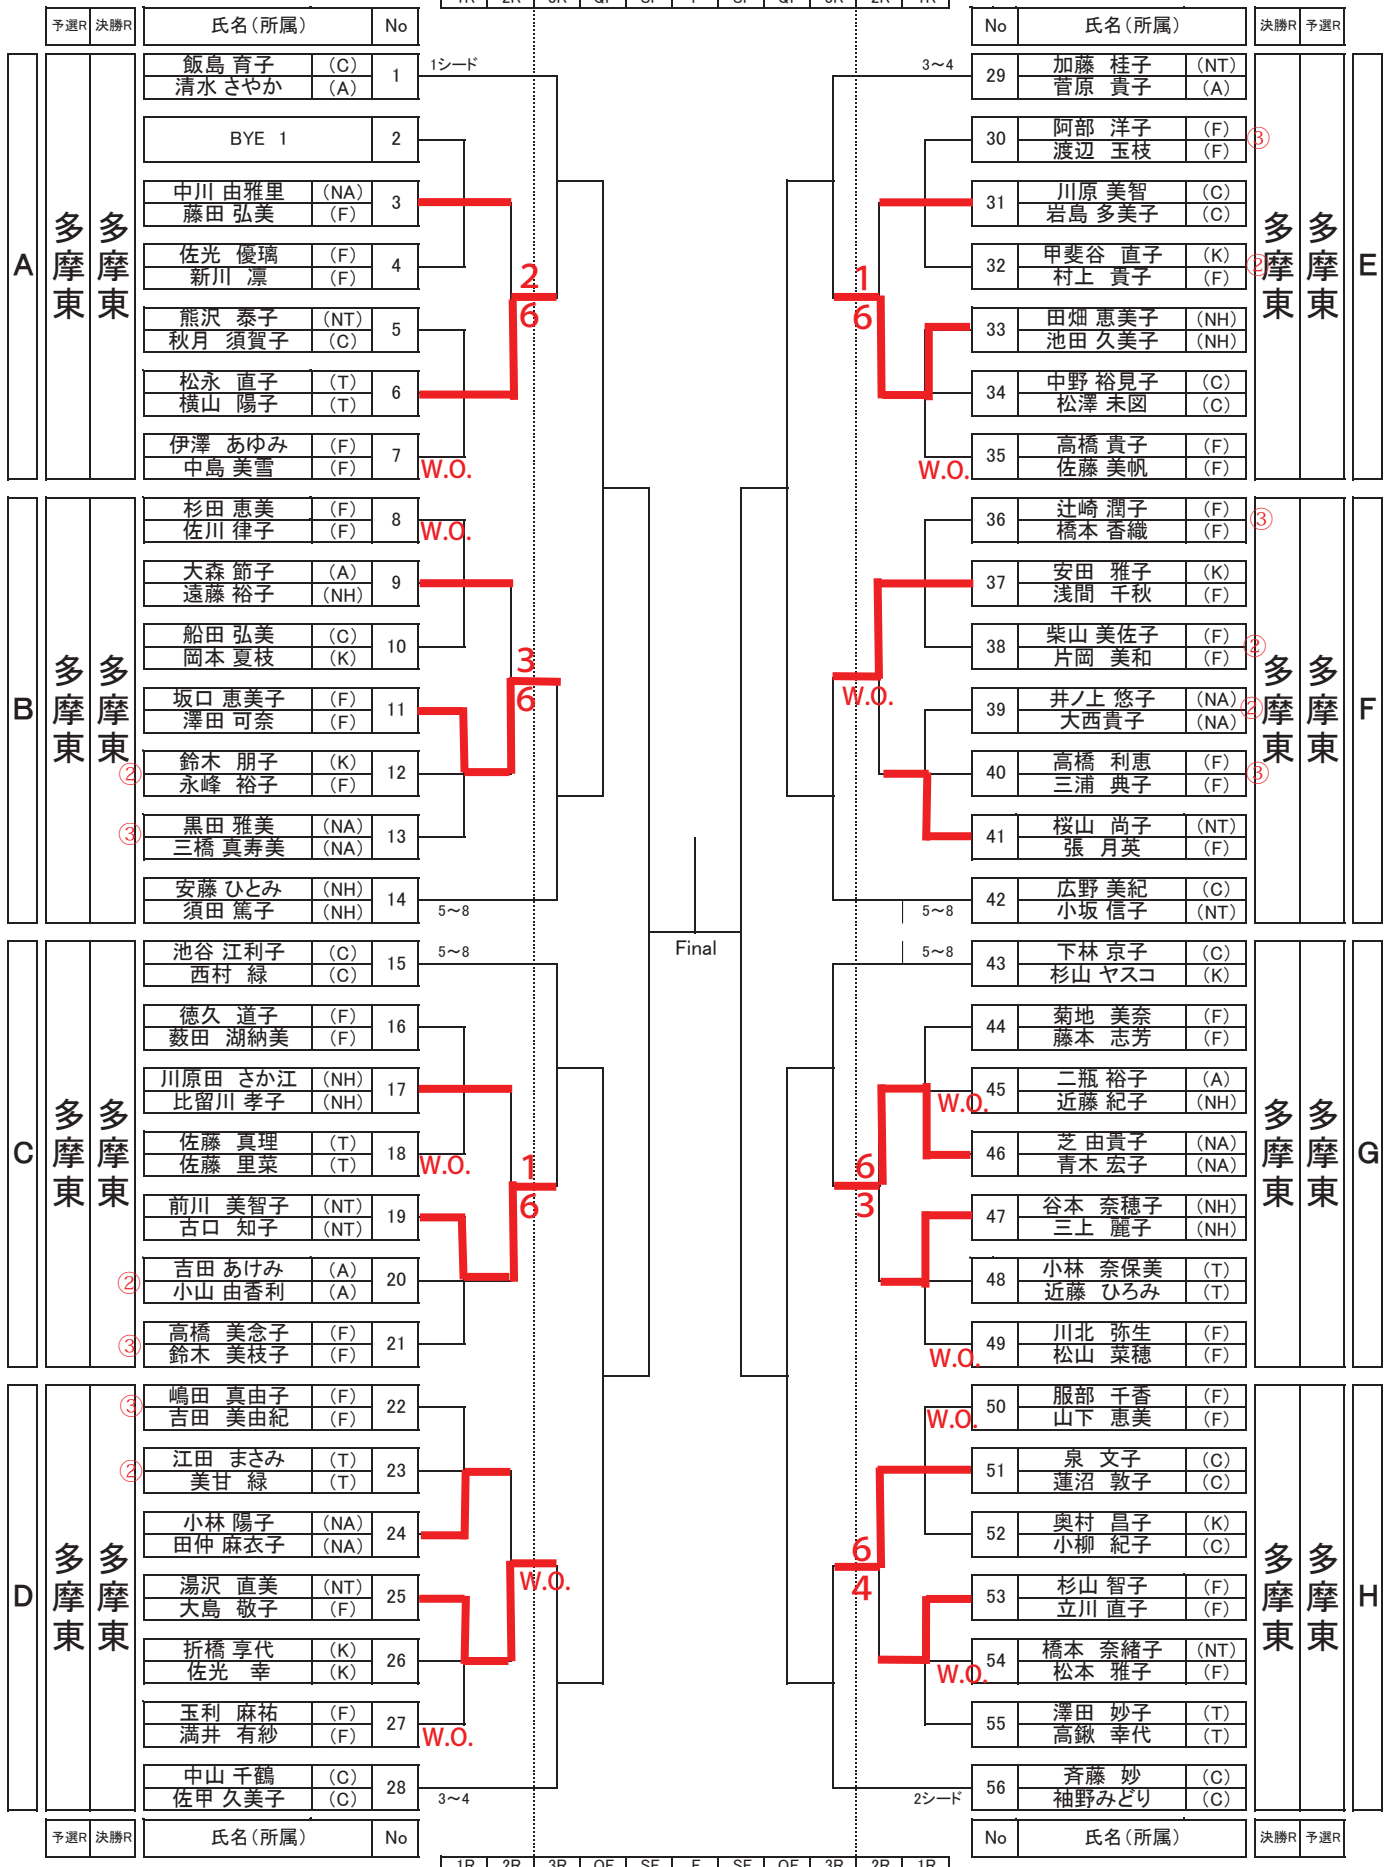 予選R 決勝R 氏名(所属) No
A
多摩東 多摩東
飯島 育子 (C)
清水 さやか (A)
1 1シード
BYE 1 2
中川 由雅里 (NA)
藤田 弘美 (F)
3
佐光 優璃 (F)
新川 凛 (F)
4
2
6
熊沢 泰子 (NT)
秋月 須賀子 (C)
5
松永 直子 (T)
横山 陽子 (T)
6
伊澤 あゆみ (F)
中島 美雪 (F)
7 W.O.
B
多摩東 多摩東
杉田 恵美 (F)
佐川 律子 (F)
8 W.O.
大森 節子 (A)
遠藤 裕子 (NH)
9
船田 弘美 (C)
岡本 夏枝 (K)
10
3
6
坂口 恵美子 (F)
澤田 可奈 (F)
11
② 鈴木 朋子 (K)
永峰 裕子 (F)
12
③ 黒田 雅美 (NA)
三橋 真寿美 (NA)
13
安藤 ひとみ (NH)
須田 篤子 (NH)
14 5~8
C
多摩東 多摩東
池谷 江利子 (C)
西村 緑 (C)
15 5~8
徳久 道子 (F)
薮田 湖納美 (F)
16
川原田 さか江 (NH)
比留川 孝子 (NH)
17
佐藤 真理 (T)
佐藤 里菜 (T)
18 W.O.
1
6
前川 美智子 (NT)
古口 知子 (NT)
19
② 吉田 あけみ (A)
小山 由香利 (A)
20
③ 高橋 美念子 (F)
鈴木 美枝子 (F)
21
D
多摩東 多摩東
③ 嶋田 真由子 (F)
吉田 美由紀 (F)
22
② 江田 まさみ (T)
美甘 緑 (T)
23
小林 陽子 (NA)
田仲 麻衣子 (NA)
24
W.O.
湯沢 直美 (NT)
大島 敬子 (F)
25
折橋 享代 (K)
佐光 幸 (K)
26
玉利 麻祐 (F)
満井 有紗 (F)
27 W.O.
中山 千鶴 (C)
佐甲 久美子 (C)
28 3~4
予選R 決勝R 氏名(所属) No
Final
No 氏名(所属) 決勝R 予選R
E
多摩東 多摩東
3~4 29
加藤 桂子 (NT)
菅原 貴子 (A)
30
阿部 洋子 (F) ③
渡辺 玉枝 (F)
31
川原 美智 (C)
岩島 多美子 (C)
32
甲斐谷 直子 (K) ②
村上 貴子 (F)
1
6
33
田畑 恵美子 (NH)
池田 久美子 (NH)
34
中野 裕見子 (C)
松澤 未図 (C)
W.O. 35
高橋 貴子 (F)
佐藤 美帆 (F)
F
多摩東 多摩東
36
辻崎 潤子 (F) ③
橋本 香織 (F)
37
安田 雅子 (K)
浅間 千秋 (F)
38
柴山 美佐子 (F) ②
片岡 美和 (F)
W.O.
39
井ノ上 悠子 (NA) ②
大西貴子 (NA)
40
高橋 利恵 (F) ③
三浦 典子 (F)
41
桜山 尚子 (NT)
張 月英 (F)
5~8 42
広野 美紀 (C)
小坂 信子 (NT)
G
多摩東 多摩東
5~8 43
下林 京子 (C)
杉山 ヤスコ (K)
44
菊地 美奈 (F)
藤本 志芳 (F)
W.O. 45
二瓶 裕子 (A)
近藤 紀子 (NH)
46
芝 由貴子 (NA)
青木 宏子 (NA)
6
3
47
谷本 奈穂子 (NH)
三上 麗子 (NH)
48
小林 奈保美 (T)
近藤 ひろみ (T)
W.O. 49
川北 弥生 (F)
松山 菜穂 (F)
H
多摩東 多摩東
W.O. 50
服部 千香 (F)
山下 恵美 (F)
51
泉 文子 (C)
蓮沼 敦子 (C)
52
奥村 昌子 (K)
小柳 紀子 (C)
6
4
53
杉山 智子 (F)
立川 直子 (F)
W.O. 54
橋本 奈緒子 (NT)
松本 雅子 (F)
55
澤田 妙子 (T)
高鍬 幸代 (T)
2シード 56
斉藤 妙 (C)
袖野みどり (C)
No 氏名(所属) 決勝R 予選R
1R 2R 3R QF SF F SF QF 3R 2R 1R